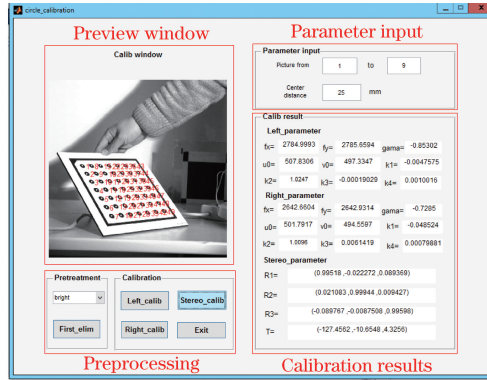 circle_calibration
Preview window
Parameter input
Calib window
Parameter input
Picture from 1 to 9
Center distance 25 mm
Calib result
Left_parameter
fx= 2784.9993 fy= 2785.6594 gama= -0.85302
u0= 507.8306 v0= 497.3347 k1= -0.0047575
k2= 1.0247 k3= -0.00019029 k4= 0.0010016
Right_parameter
fx= 2642.6604 fy= 2642.9314 gama= -0.7285
u0= 501.7917 v0= 494.5597 k1= -0.048524
k2= 1.0096 k3= 0.0061419 k4= 0.00079881
Stereo_parameter
R1= (0.99518 ,-0.022272 ,0.089369)
R2= (0.021083 ,0.99944 ,0.009427)
R3= (-0.089767 ,-0.0087508 ,0.99598)
T= (-127.4562 ,-10.6548 ,4.3256)
Pretreatment
bright
First_elim
Calibration
Left_calib Stereo_calib
Right_calib Exit
Preprocessing
Calibration results